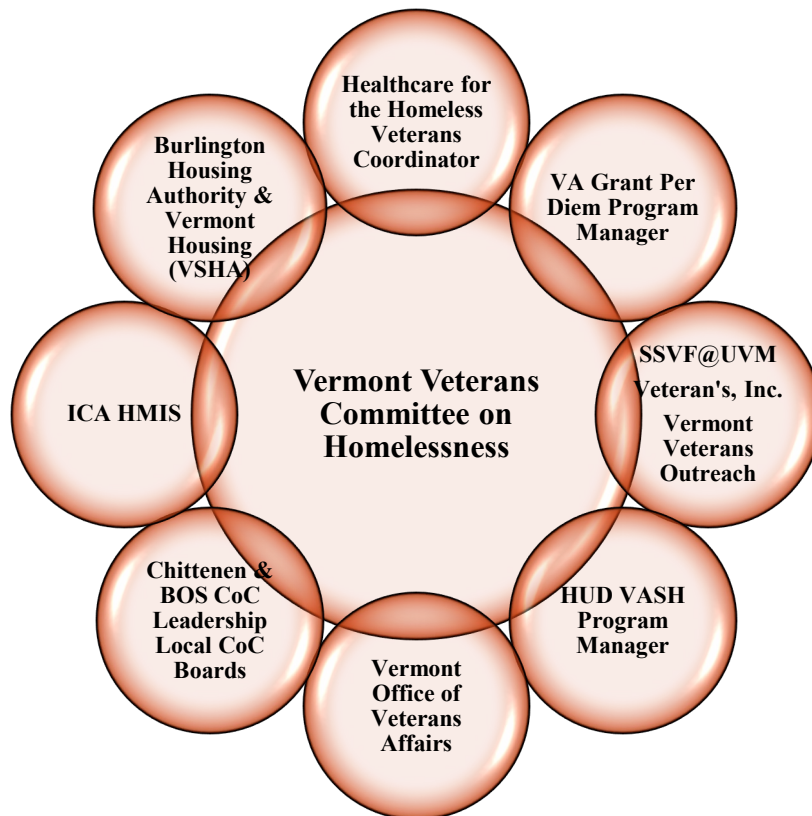 Healthcare for
the Homeless
Veterans
Coordinator
VA Grant Per
Diem Program
Manager
SSVF@UVM
Veteran's, Inc.
Vermont
Veterans
Outreach
HUD VASH
Program
Manager
Vermont
Office of
Veterans
Affairs
Chittenen &
BOS CoC
Leadership
Local CoC
Boards
ICA HMIS
Burlington
Housing
Authority &
Vermont
Housing
(VSHA)
Vermont Veterans
Committee on
Homelessness